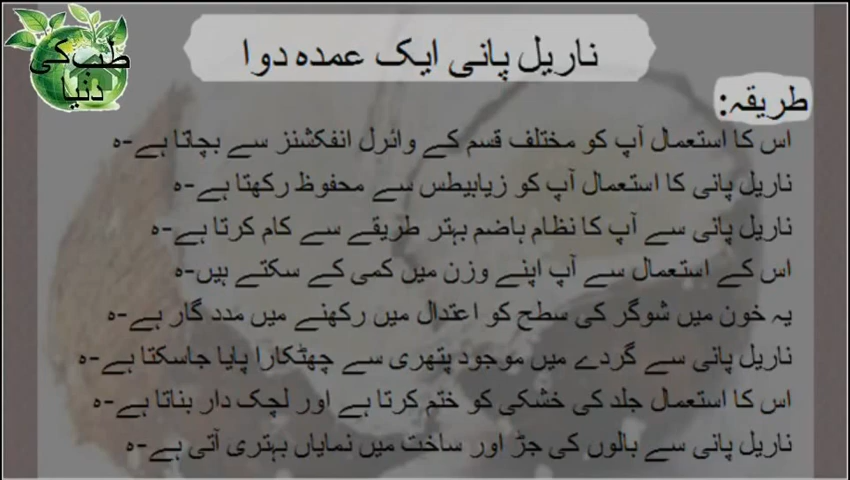 طب کی
دنیا
ناریل پانی ایک عمدہ دوا
طریقہ:
اس کا استعمال آپ کو مختلف قسم کے وائرل انفکشنز سے بچاتا ہے-ہ
ناریل پانی کا استعمال آپ کو زیابیطس سے محفوظ رکھتا ہے-ہ
ناریل پانی سے آپ کا نظام ہاضم بہتر طریقے سے کام کرتا ہے-ہ
اس کے استعمال سے آپ اپنے وزن میں کمی کے سکتے ہیں-ہ
یہ خون میں شوگر کی سطح کو اعتدال میں رکھنے میں مدد گار ہے-ہ
ناریل پانی سے گردے میں موجود پتھری سے چھٹکارا پایا جاسکتا ہے-ہ
اس کا استعمال جلد کی خشکی کو ختم کرتا ہے اور لچک دار بناتا ہے-ہ
ناریل پانی سے بالوں کی جڑ اور ساخت میں نمایاں بہتری آتی ہے-ہ